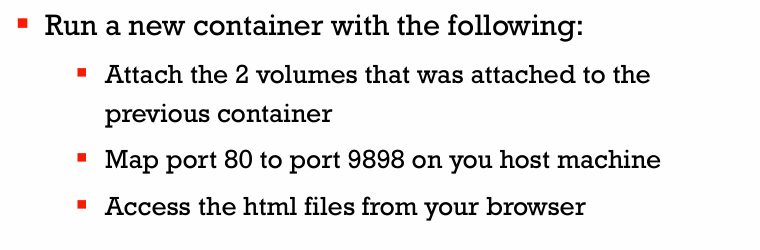 Run a new container with the following:
Attach the 2 volumes that was attached to the
previous container
Map port 80 to port 9898 on you host machine
Access the html files from your browser